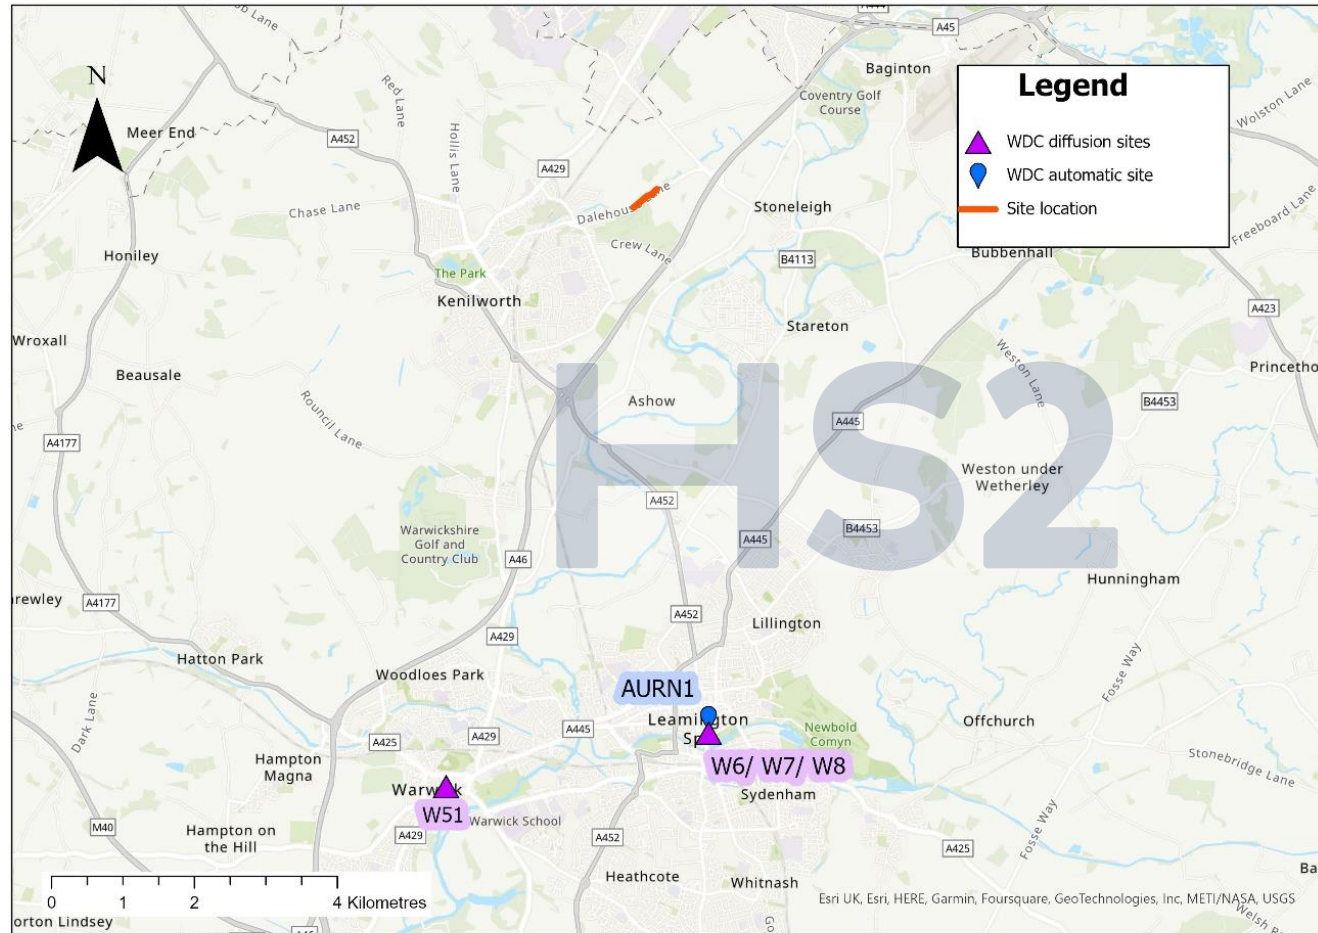 A45
Baginton
Legend
N
Meer End
A452
Red Lane
Hollis Lane
A429
Coventry Golf
Course
WDC diffusion sites
Wolston Lane
WDC automatic site
Chase Lane
Dalehouse Lane
Stoneleigh
Site location
Freeboard Lane
Honiley
The Park
Crew Lane
B4113
Bubbenhall
Kenilworth
A423
Wroxall
Stareton
Beausale
Weston Lane
Rouncil Lane
Ashow
HS2
B4453
A4177
A445
Weston under
Wetherley
A452
Warwickshire
Golf and
Country Club
A46
A445
B4453
Hunningham
A4177
A452
Lillington
A429
Hatton Park
Woodloes Park
AURN1
Fosse Way
Dark Lane
A425
A429
A445
Leamington
Newbold
Comyn
Offchurch
Stonebridge Lane
Hampton
Magna
W6/ W7/ W8
Warwick
Sydenham
W51
Warwick School
M40
Hampton on
the Hill
A429
A452
Fosse Way
A425
Heathcote
Whitnash
0 1 2 4 Kilometres
Esri UK, Esri, HERE, Garmin, Foursquare, GeoTechnologies, Inc, METI/NASA, USGS
orton Lindsey